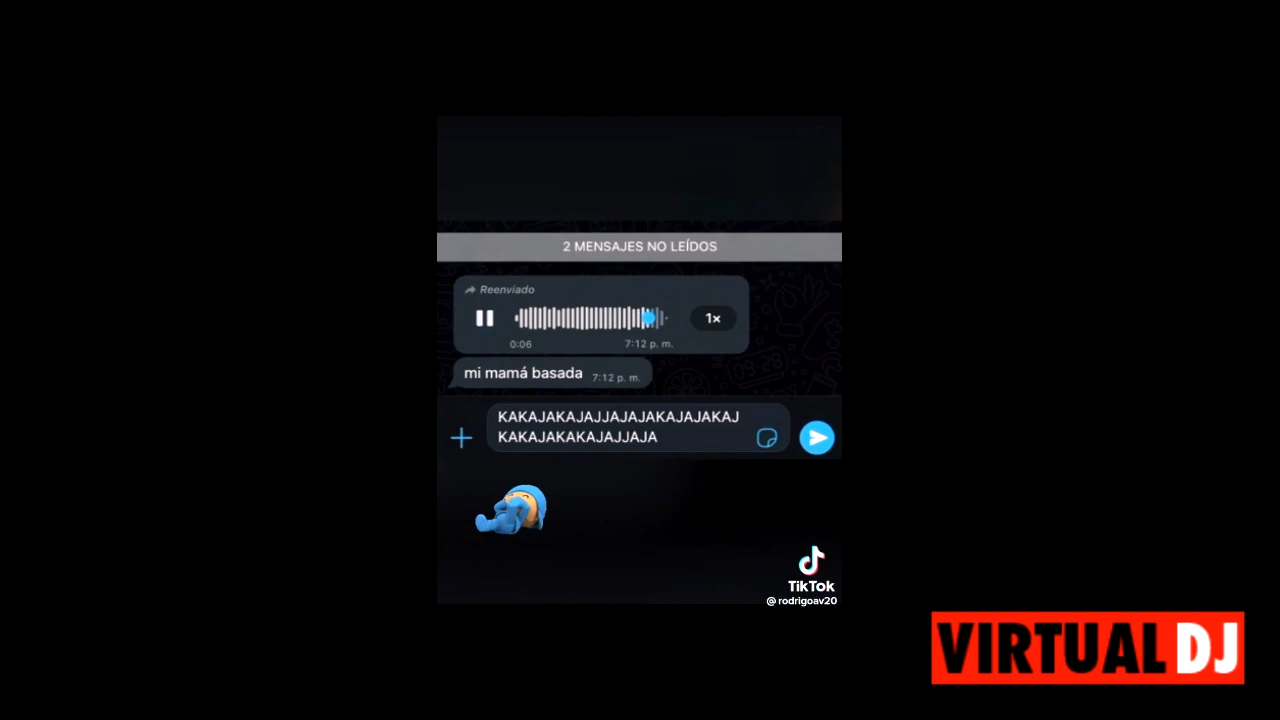 2 MENSAJES NO LEÍDOS
Reenviado
1×
0:06 7:12 p. m.
mi mamá basada 7:12 p. m.
KAKAJAKAJAJJAJAJAKAJAJAKAJ
KAKAJAKAKAJAJJAJA
TikTok
@rodrigoav20
VIRTUAL DJ